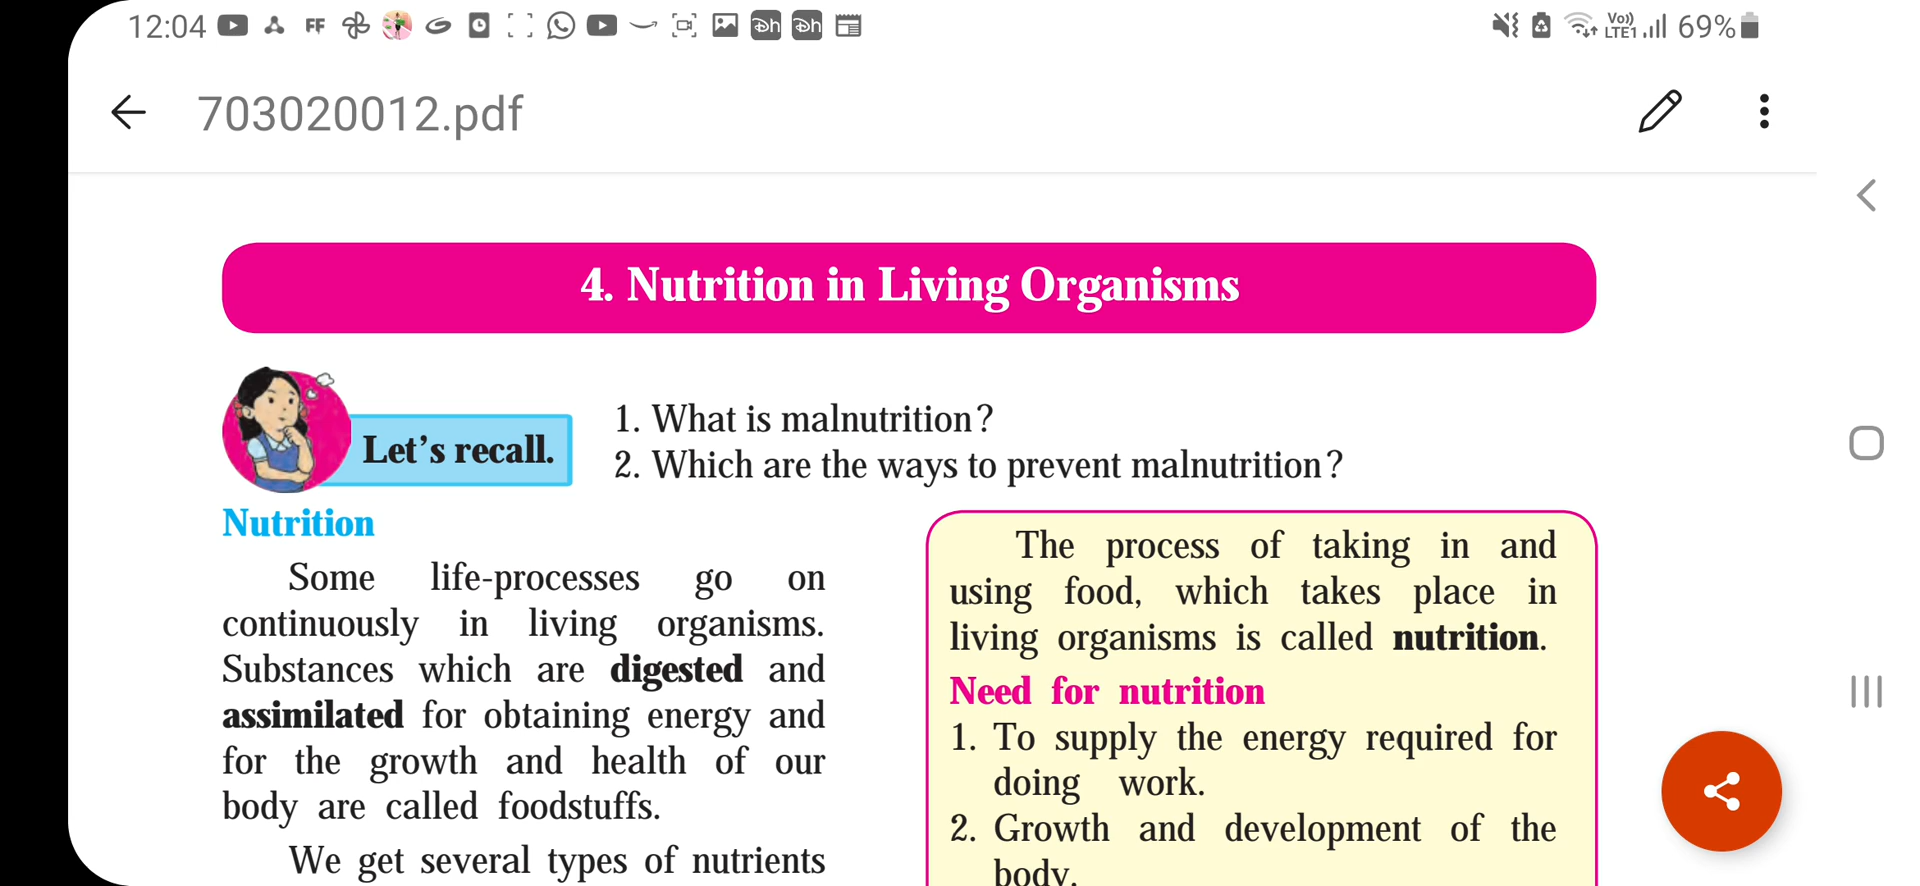 12:04 FF Dh Dh Vo)) LTE1 69%
703020012.pdf
4. Nutrition in Living Organisms
Let's recall.
1. What is malnutrition?
2. Which are the ways to prevent malnutrition?
Nutrition
Some life-processes go on
continuously in living organisms.
Substances which are digested and
assimilated for obtaining energy and
for the growth and health of our
body are called foodstuffs.
We get several types of nutrients
The process of taking in and
using food, which takes place in
living organisms is called nutrition.
Need for nutrition
1. To supply the energy required for
doing work.
2. Growth and development of the
body.